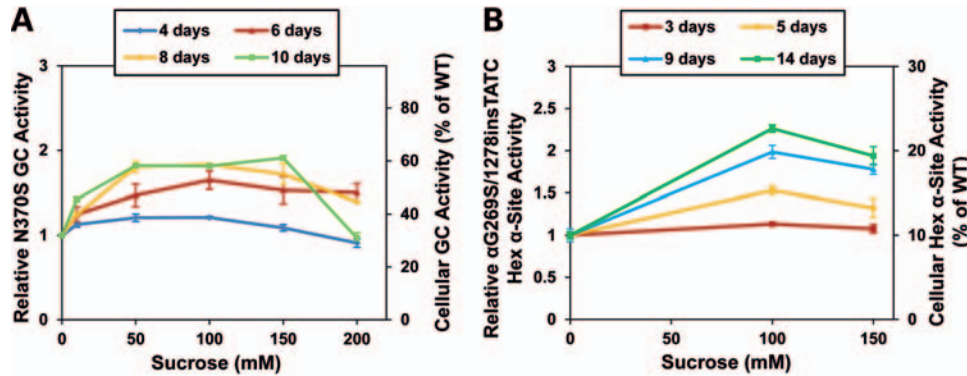 A
4 days
6 days
8 days
10 days
Relative N370S GC Activity
3
2
1
0
80
60
40
20
0
Cellular GC Activity (% of WT)
0
50
100
150
200
Sucrose (mM)
B
3 days
5 days
9 days
14 days
Relative αG269S/1278insTATC
Hex α-Site Activity
3
2.5
2
1.5
1
0.5
0
30
20
10
0
Cellular Hex α-Site Activity
(% of WT)
0
50
100
150
Sucrose (mM)